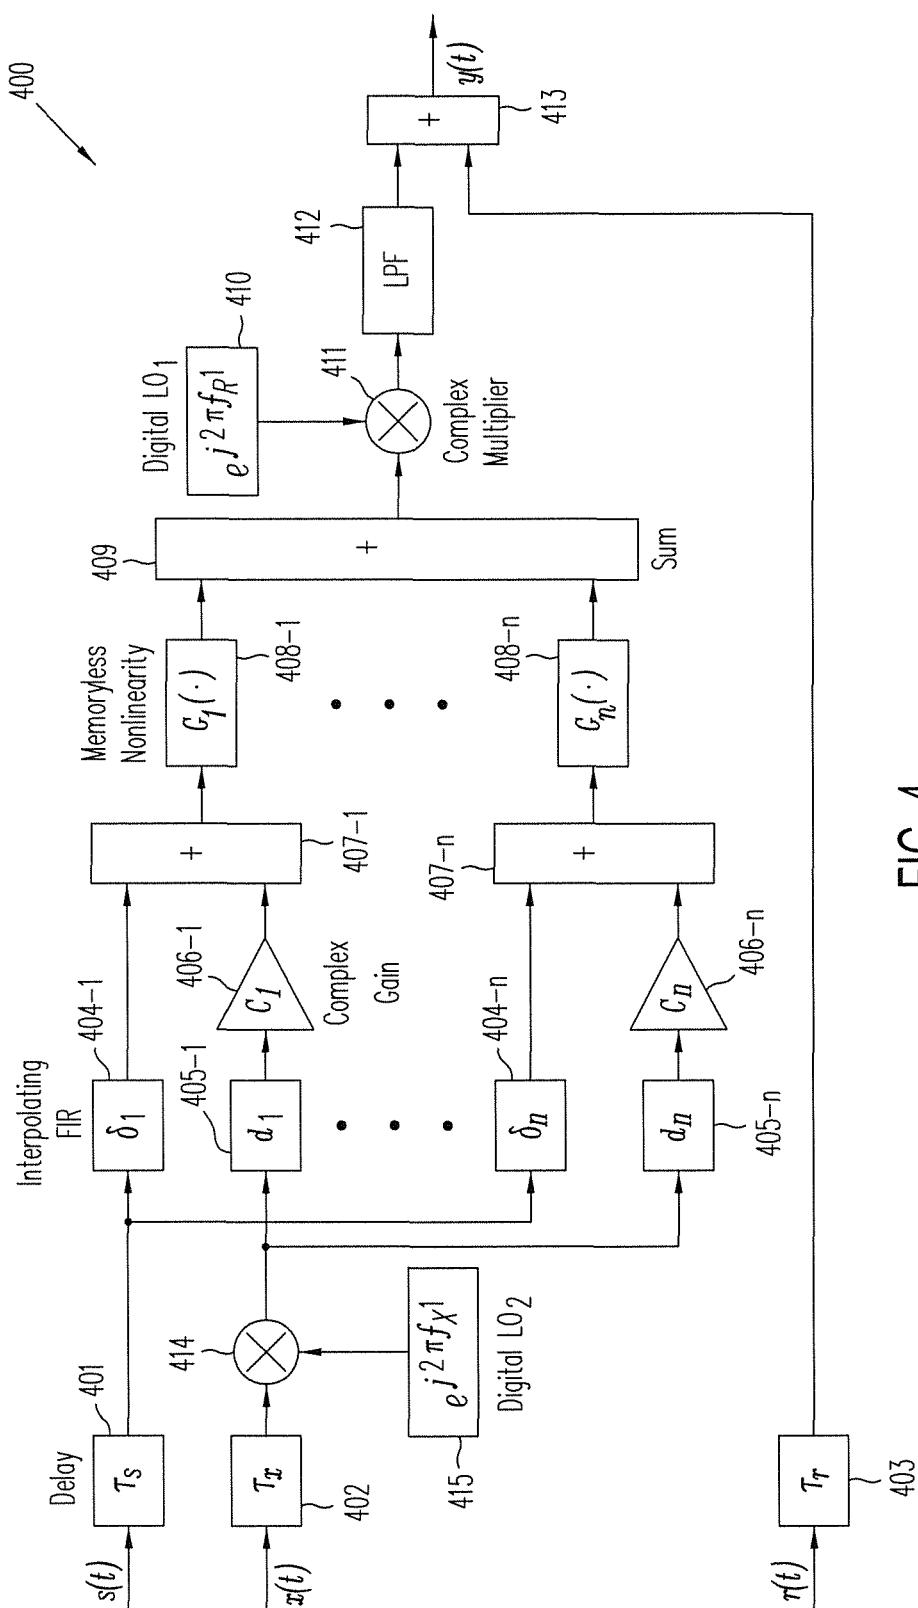 400
s(t)
Delay
τs
401
x(t)
τx
402
414
e^{j2πf_X1}
415
Digital LO2
r(t)
τr
403
Interpolating
FIR
δ1
404-1
405-1
d1
406-1
C1
Complex
Gain
404-n
δn
dn
405-n
Cn
406-n
+
407-1
407-n
+
Memoryless
Nonlinearity
G1(·)
408-1
408-n
Gn(·)
409
+
Sum
Digital LO1
e^{j2πf_R1}
410
411
Complex
Multiplier
412
LPF
+
413
y(t)
FIG. 4